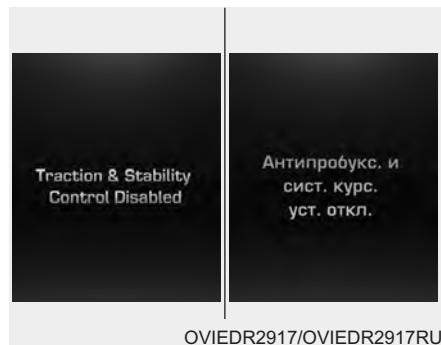 Traction & Stability
Control Disabled
Антипробукс. и
сист. курс.
уст. откл.
OVIEDR2917/OVIEDR2917RU